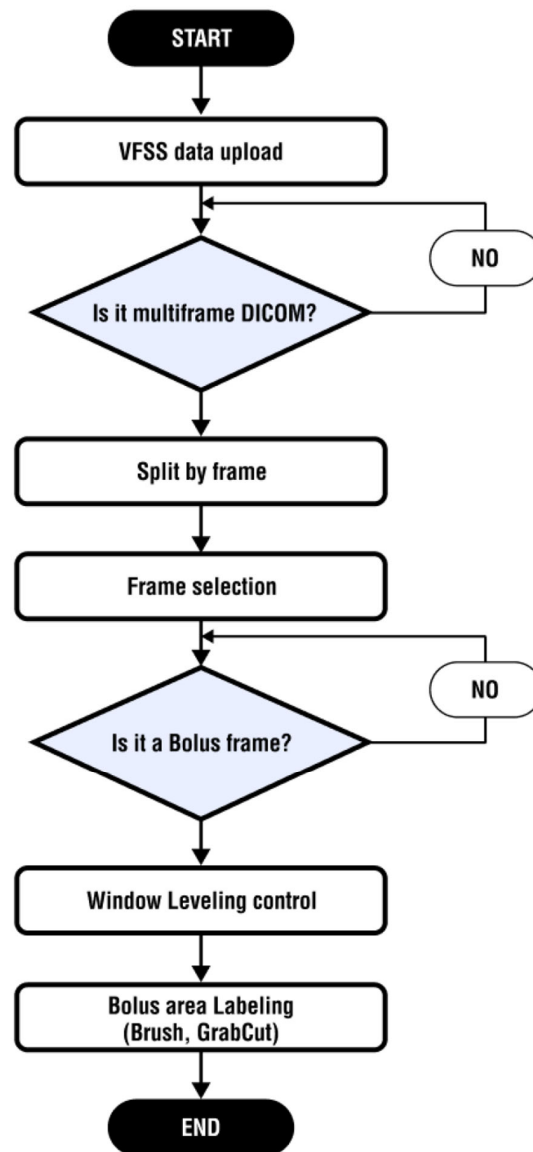 START
VFSS data upload
NO
Is it multiframe DICOM?
Split by frame
Frame selection
NO
Is it a Bolus frame?
Window Leveling control
Bolus area Labeling
(Brush, GrabCut)
END